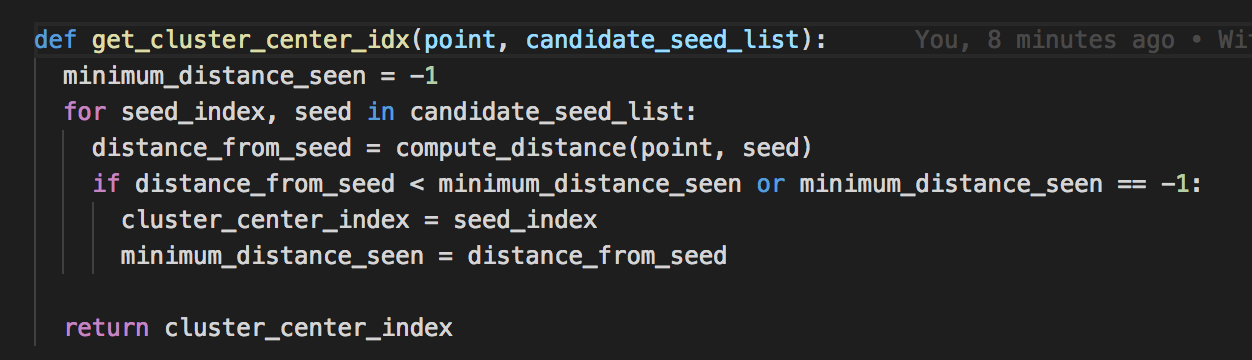 def get_cluster_center_idx(point, candidate_seed_list): You, 8 minutes ago •
minimum_distance_seen = -1
for seed_index, seed in candidate_seed_list:
distance_from_seed = compute_distance(point, seed)
if distance_from_seed < minimum_distance_seen or minimum_distance_seen == -1:
cluster_center_index = seed_index
minimum_distance_seen = distance_from_seed
return cluster_center_index